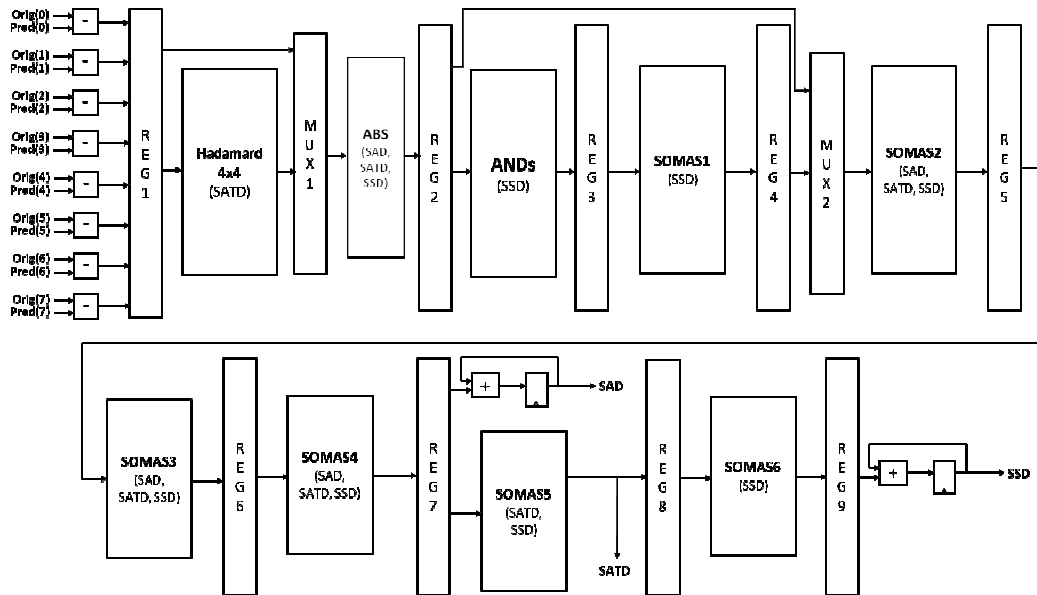 Orig(0)
Pred(0)
-
Orig(1)
Pred(1)
-
Orig(2)
Pred(2)
-
Orig(3)
Pred(3)
-
Orig(4)
Pred(4)
-
Orig(5)
Pred(5)
-
Orig(6)
Pred(6)
-
Orig(7)
Pred(7)
-
REG1
Hadamard
4x4
(SATD)
MUX1
ABS
(SAD,
SATD,
SSD)
REG2
ANDs
(SSD)
REG3
SOMAS1
(SSD)
REG4
MUX2
SOMAS2
(SAD,
SATD, SSD)
REG5
SOMAS3
(SAD,
SATD, SSD)
REG6
SOMAS4
(SAD,
SATD, SSD)
REG7
+
SAD
SOMAS5
(SATD,
SSD)
SATD
REG8
SOMAS6
(SSD)
REG9
+
SSD